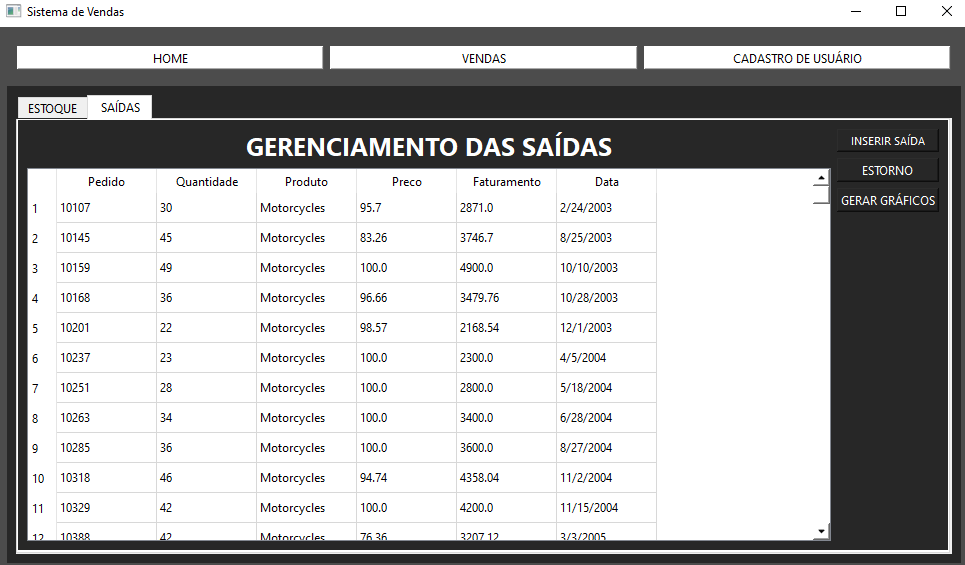 Sistema de Vendas
HOME VENDAS CADASTRO DE USUÁRIO
ESTOQUE SAÍDAS
GERENCIAMENTO DAS SAÍDAS
INSERIR SAÍDA
ESTORNO
GERAR GRÁFICOS
Pedido Quantidade Produto Preco Faturamento Data
1 10107 30 Motorcycles 95.7 2871.0 2/24/2003
2 10145 45 Motorcycles 83.26 3746.7 8/25/2003
3 10159 49 Motorcycles 100.0 4900.0 10/10/2003
4 10168 36 Motorcycles 96.66 3479.76 10/28/2003
5 10201 22 Motorcycles 98.57 2168.54 12/1/2003
6 10237 23 Motorcycles 100.0 2300.0 4/5/2004
7 10251 28 Motorcycles 100.0 2800.0 5/18/2004
8 10263 34 Motorcycles 100.0 3400.0 6/28/2004
9 10285 36 Motorcycles 100.0 3600.0 8/27/2004
10 10318 46 Motorcycles 94.74 4358.04 11/2/2004
11 10329 42 Motorcycles 100.0 4200.0 11/15/2004
12 10388 42 Motorcycles 76.36 3207.12 3/3/2005